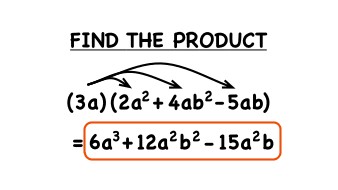 FIND THE PRODUCT
(3a)(2a²+4ab²-5ab)
=6a³+12a²b²-15a²b